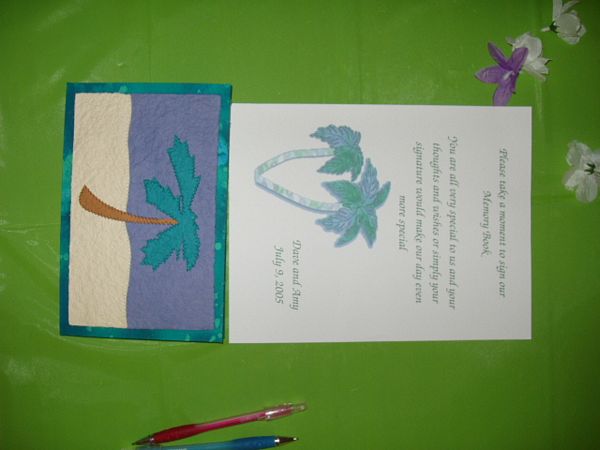 Please take a moment to sign our
Memory Book.
You are all very special to us and your
thoughts and wishes or simply your
signature would make our day even
more special
Dave and Amy
July 9, 2005